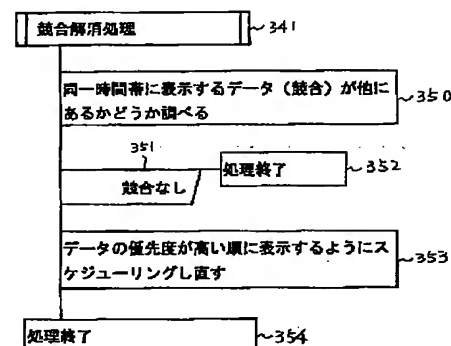 競合解消処理 ~341
同一時間帯に表示するデータ(競合)が他に
あるかどうか調べる ~350
351
処理終了 ~352
競合なし
データの優先度が高い順に表示するようにス
ケジューリングし直す ~353
処理終了 ~354